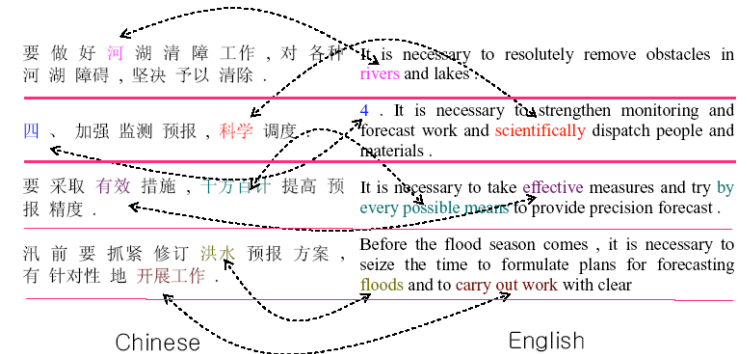 要 做 好 河 湖 清 障 工作 , 对 各种
河 湖 障碍 , 坚决 予以 清除 .
It is necessary to resolutely remove obstacles in
rivers and lakes
四 、 加强 监测 预报 , 科学 调度
4 . It is necessary to strengthen monitoring and
forecast work and scientifically dispatch people and
materials .
要 采取 有效 措施 , 千方百计 提高 预
报 精度 .
It is necessary to take effective measures and try by
every possible means to provide precision forecast .
汛 前 要 抓紧 修订 洪水 预报 方案 ,
有 针对性 地 开展工作 .
Before the flood season comes , it is necessary to
seize the time to formulate plans for forecasting
floods and to carry out work with clear
Chinese
English